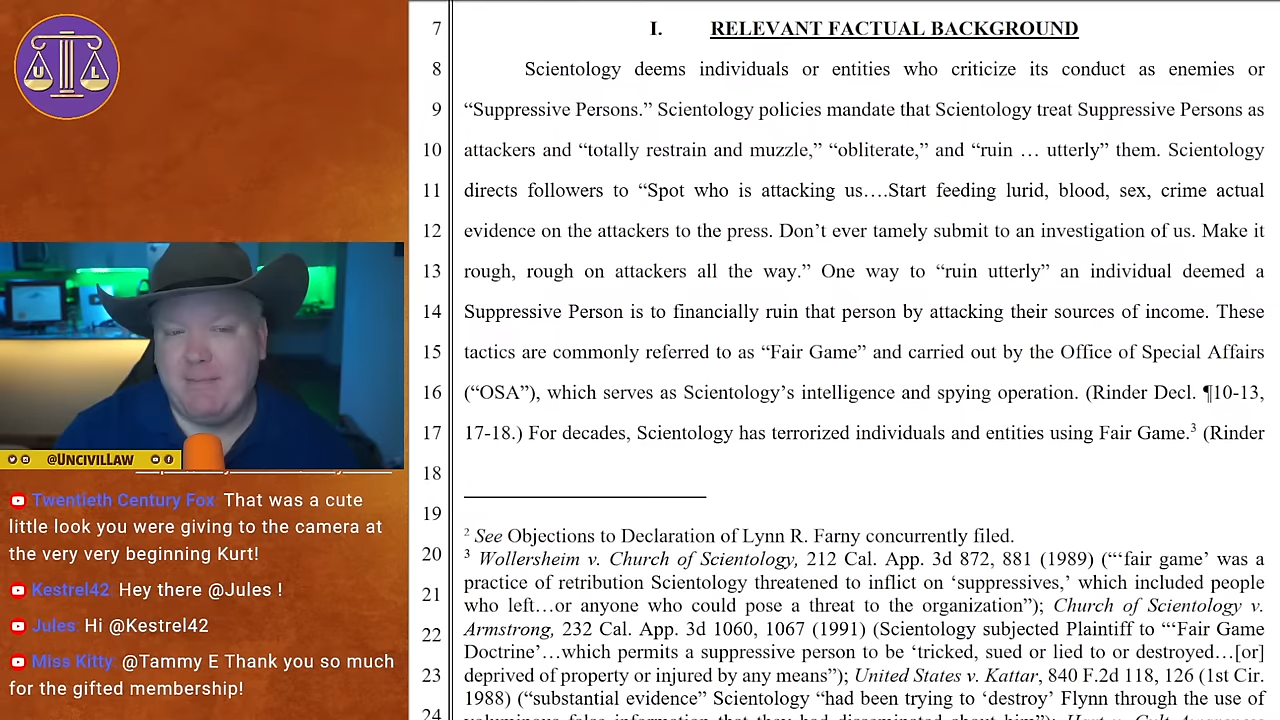 U L
@UNCIVILLAW
Twentieth Century Fox: That was a cute
little look you were giving to the camera at
the very very beginning Kurt!
Kestrel42 Hey there @Jules !
Jules: Hi @Kestrel42
Miss Kitty: @Tammy E Thank you so much
for the gifted membership!
7 I. RELEVANT FACTUAL BACKGROUND
8 Scientology deems individuals or entities who criticize its conduct as enemies or
9 “Suppressive Persons.” Scientology policies mandate that Scientology treat Suppressive Persons as
10 attackers and “totally restrain and muzzle,” “obliterate,” and “ruin … utterly” them. Scientology
11 directs followers to “Spot who is attacking us….Start feeding lurid, blood, sex, crime actual
12 evidence on the attackers to the press. Don’t ever tamely submit to an investigation of us. Make it
13 rough, rough on attackers all the way.” One way to “ruin utterly” an individual deemed a
14 Suppressive Person is to financially ruin that person by attacking their sources of income. These
15 tactics are commonly referred to as “Fair Game” and carried out by the Office of Special Affairs
16 (“OSA”), which serves as Scientology’s intelligence and spying operation. (Rinder Decl. ¶10-13,
17 17-18.) For decades, Scientology has terrorized individuals and entities using Fair Game.³ (Rinder
18
19
² See Objections to Declaration of Lynn R. Farny concurrently filed.
20 ³ Wollersheim v. Church of Scientology, 212 Cal. App. 3d 872, 881 (1989) (“‘fair game’ was a
practice of retribution Scientology threatened to inflict on ‘suppressives,’ which included people
21 who left…or anyone who could pose a threat to the organization”); Church of Scientology v.
22 Armstrong, 232 Cal. App. 3d 1060, 1067 (1991) (Scientology subjected Plaintiff to “‘Fair Game
Doctrine’…which permits a suppressive person to be ‘tricked, sued or lied to or destroyed…[or]
23 deprived of property or injured by any means”); United States v. Kattar, 840 F.2d 118, 126 (1st Cir.
1988) (“substantial evidence” Scientology “had been trying to ‘destroy’ Flynn through the use of
24